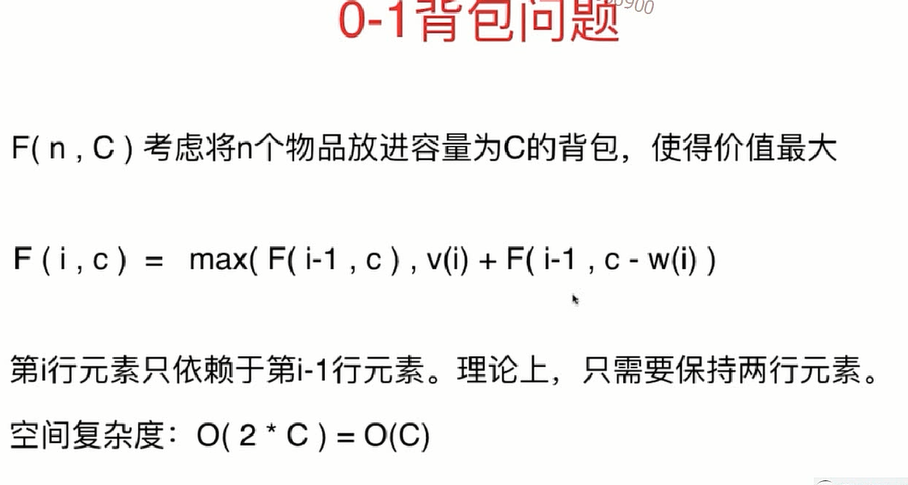 0-1背包问题
F( n , C ) 考虑将n个物品放进容量为C的背包，使得价值最大
F ( i , c )  =  max( F( i-1 , c ) , v(i) + F( i-1 , c - w(i) )
第i行元素只依赖于第i-1行元素。理论上，只需要保持两行元素。
空间复杂度：O( 2 * C ) = O(C)